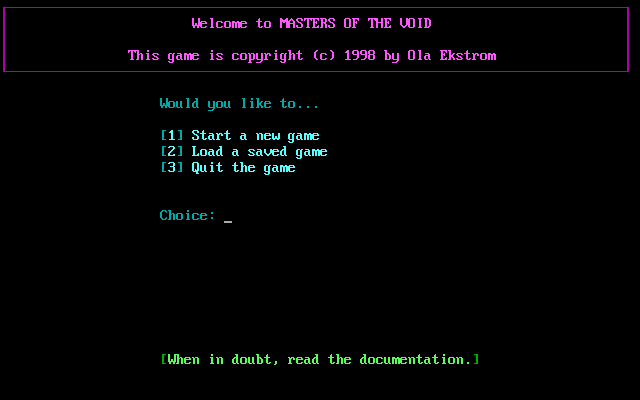 Welcome to MASTERS OF THE VOID
This game is copyright (c) 1998 by Ola Ekstrom
Would you like to...
[1] Start a new game
[2] Load a saved game
[3] Quit the game
Choice: _
[When in doubt, read the documentation.]